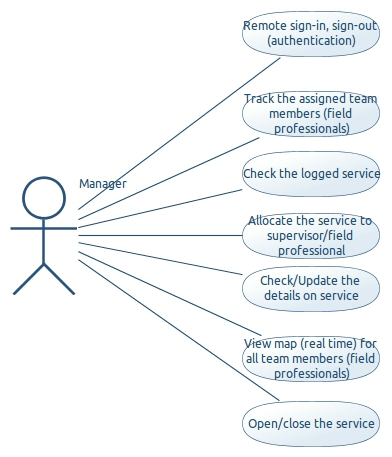 Remote sign-in, sign-out
(authentication)
Track the assigned team
members (field
professionals)
Manager
Check the logged service
Allocate the service to
supervisor/field
professional
Check/Update the
details on service
View map (real time) for
all team members (field
professionals)
Open/close the service